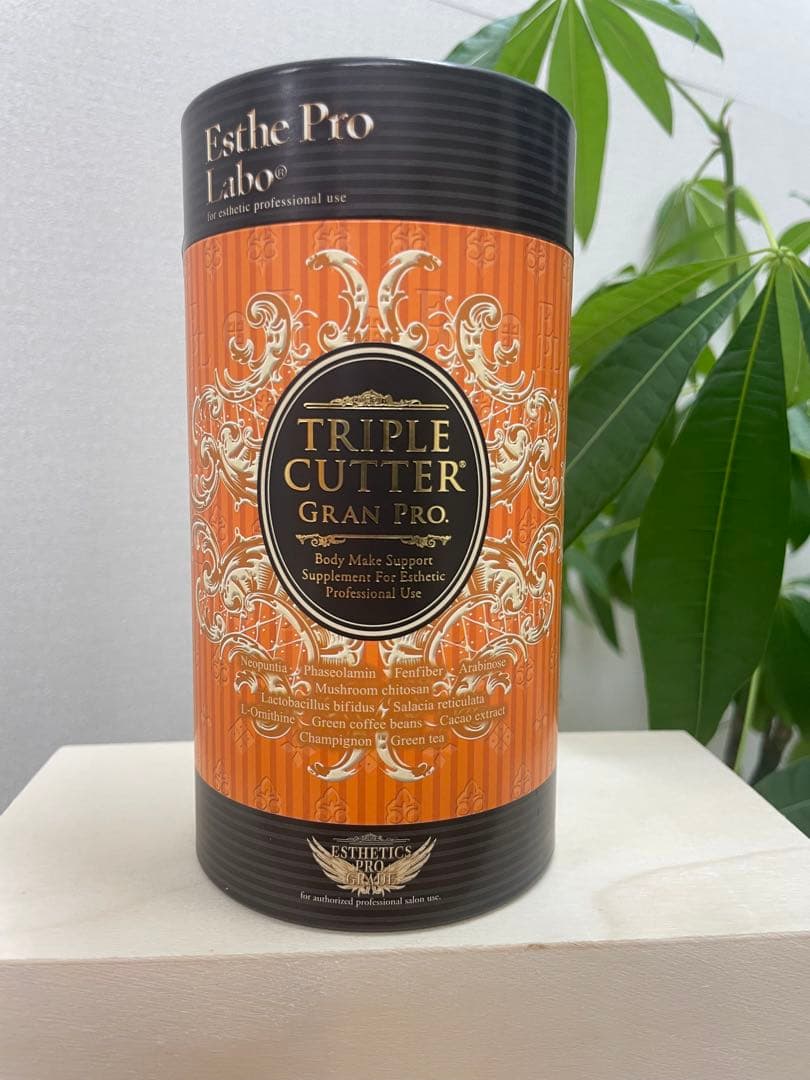 Esthe Pro
Labo®
for esthetic professional use
TRIPLE
CUTTER®
GRAN PRO.
Body Make Support
Supplement For Esthetic
Professional Use
Neopuntia Phaseolamin Fenfiber Arabinose
Mushroom chitosan
Lactobacillus bifidus Salacia reticulata
L-Ornithine Green coffee beans Cacao extract
Champignon Green tea
ESTHETICS
PRO
GRADE
for authorized professional salon use.